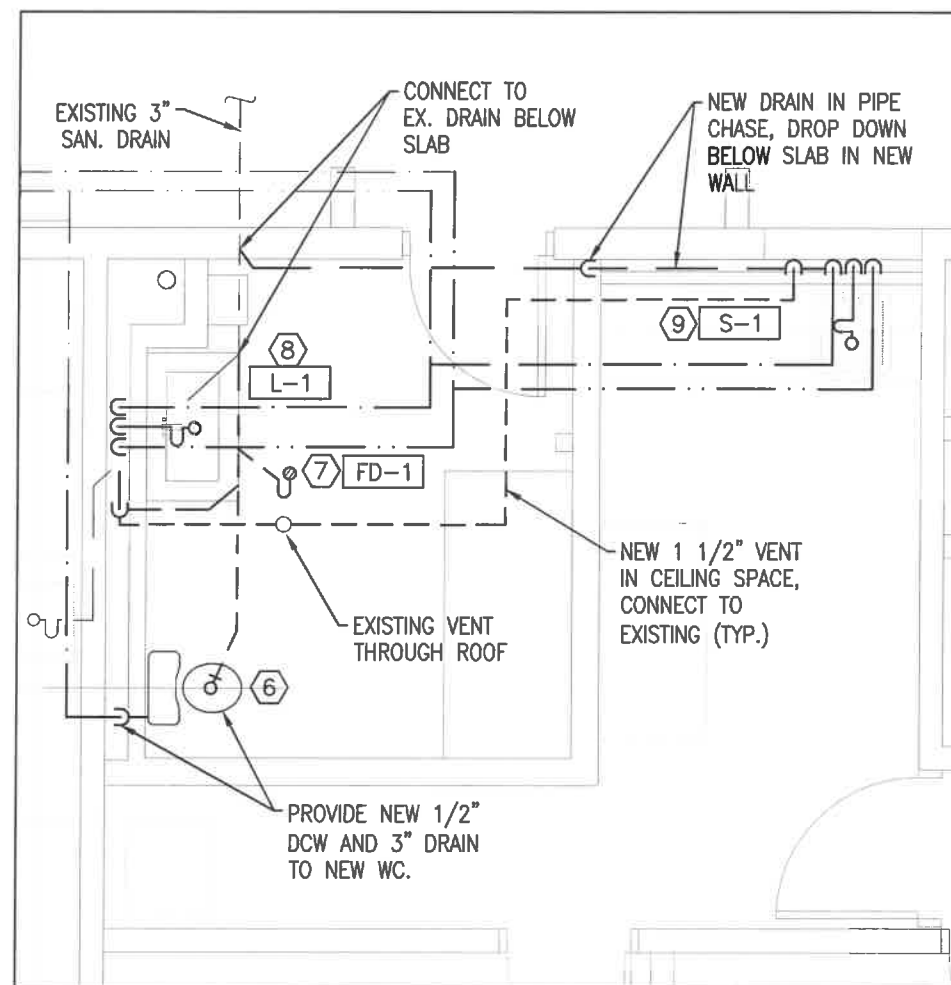 EXISTING 3"
SAN. DRAIN
CONNECT TO
EX. DRAIN BELOW
SLAB
NEW DRAIN IN PIPE
CHASE, DROP DOWN
BELOW SLAB IN NEW
WALL
9 S-1
8
L-1
7 FD-1
NEW 1 1/2" VENT
IN CEILING SPACE,
CONNECT TO
EXISTING (TYP.)
EXISTING VENT
THROUGH ROOF
6
PROVIDE NEW 1/2"
DCW AND 3" DRAIN
TO NEW WC.